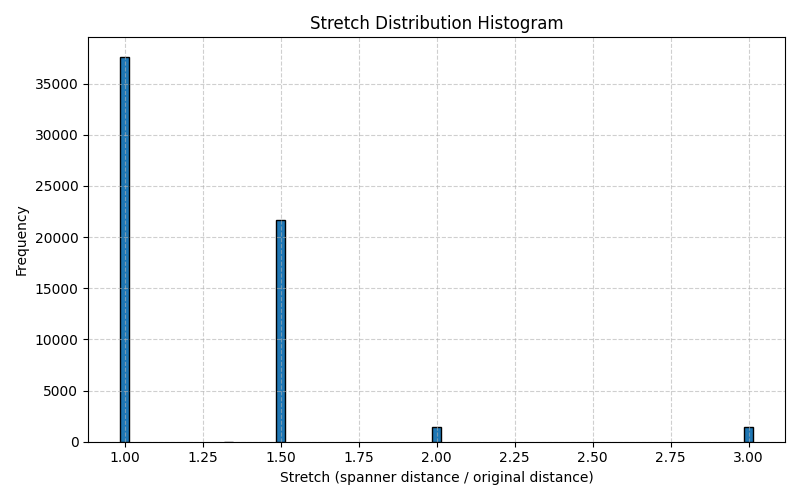 Stretch Distribution Histogram
Frequency
35000
30000
25000
20000
15000
10000
5000
0
1.00 1.25 1.50 1.75 2.00 2.25 2.50 2.75 3.00
Stretch (spanner distance / original distance)